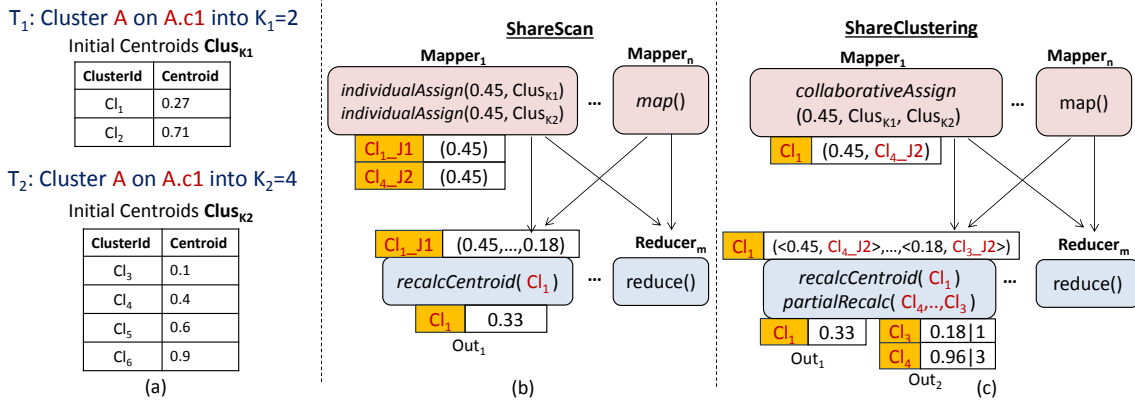 T1: Cluster A on A.c1 into K1=2
Initial Centroids ClusK1
ClusterId Centroid
Cl1 0.27
Cl2 0.71
T2: Cluster A on A.c1 into K2=4
Initial Centroids ClusK2
ClusterId Centroid
Cl3 0.1
Cl4 0.4
Cl5 0.6
Cl6 0.9
(a)
ShareScan
Mapper1
Mappern
individualAssign(0.45, ClusK1)
individualAssign(0.45, ClusK2)
...
map()
Cl1_J1 (0.45)
Cl4_J2 (0.45)
Cl1_J1 (0.45,...,0.18)
Reducerm
recalcCentroid( Cl1 )
...
reduce()
Cl1 0.33
Out1
(b)
ShareClustering
Mapper1
Mappern
collaborativeAssign
(0.45, ClusK1, ClusK2)
...
map()
Cl1 (0.45, Cl4_J2)
Cl1 (<0.45, Cl4_J2>,...,<0.18, Cl3_J2>)
Reducerm
recalcCentroid( Cl1 )
partialRecalc( Cl4,..,Cl3 )
...
reduce()
Cl1 0.33
Out1
Cl3 0.18|1
Cl4 0.96|3
Out2
(c)